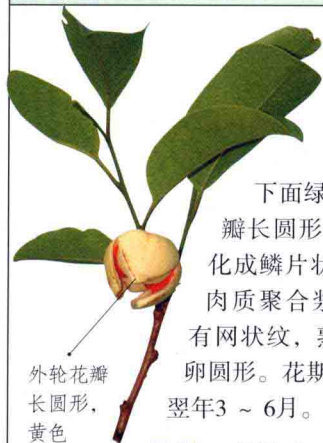 下面绿
瓣长圆形
化成鳞片状
肉质聚合浆
有网状纹，
卵圆形。花期
翌年3 ~ 6月。
外轮花瓣
长圆形，
黄色